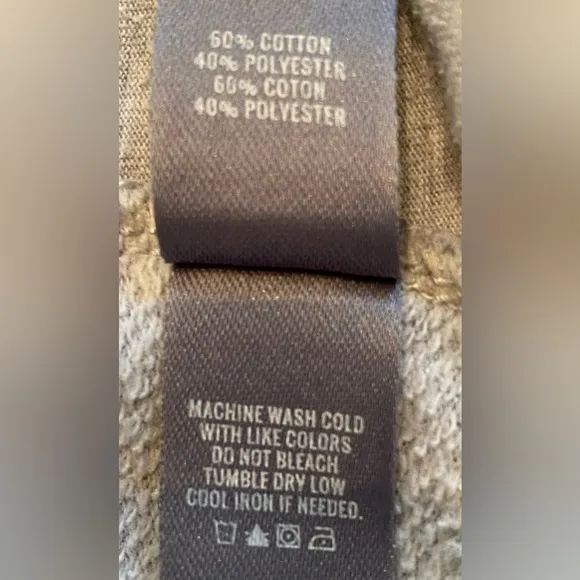 60% COTTON
40% POLYESTER
60% COTON
40% POLYESTER
MACHINE WASH COLD
WITH LIKE COLORS
DO NOT BLEACH
TUMBLE DRY LOW
COOL IRON IF NEEDED.